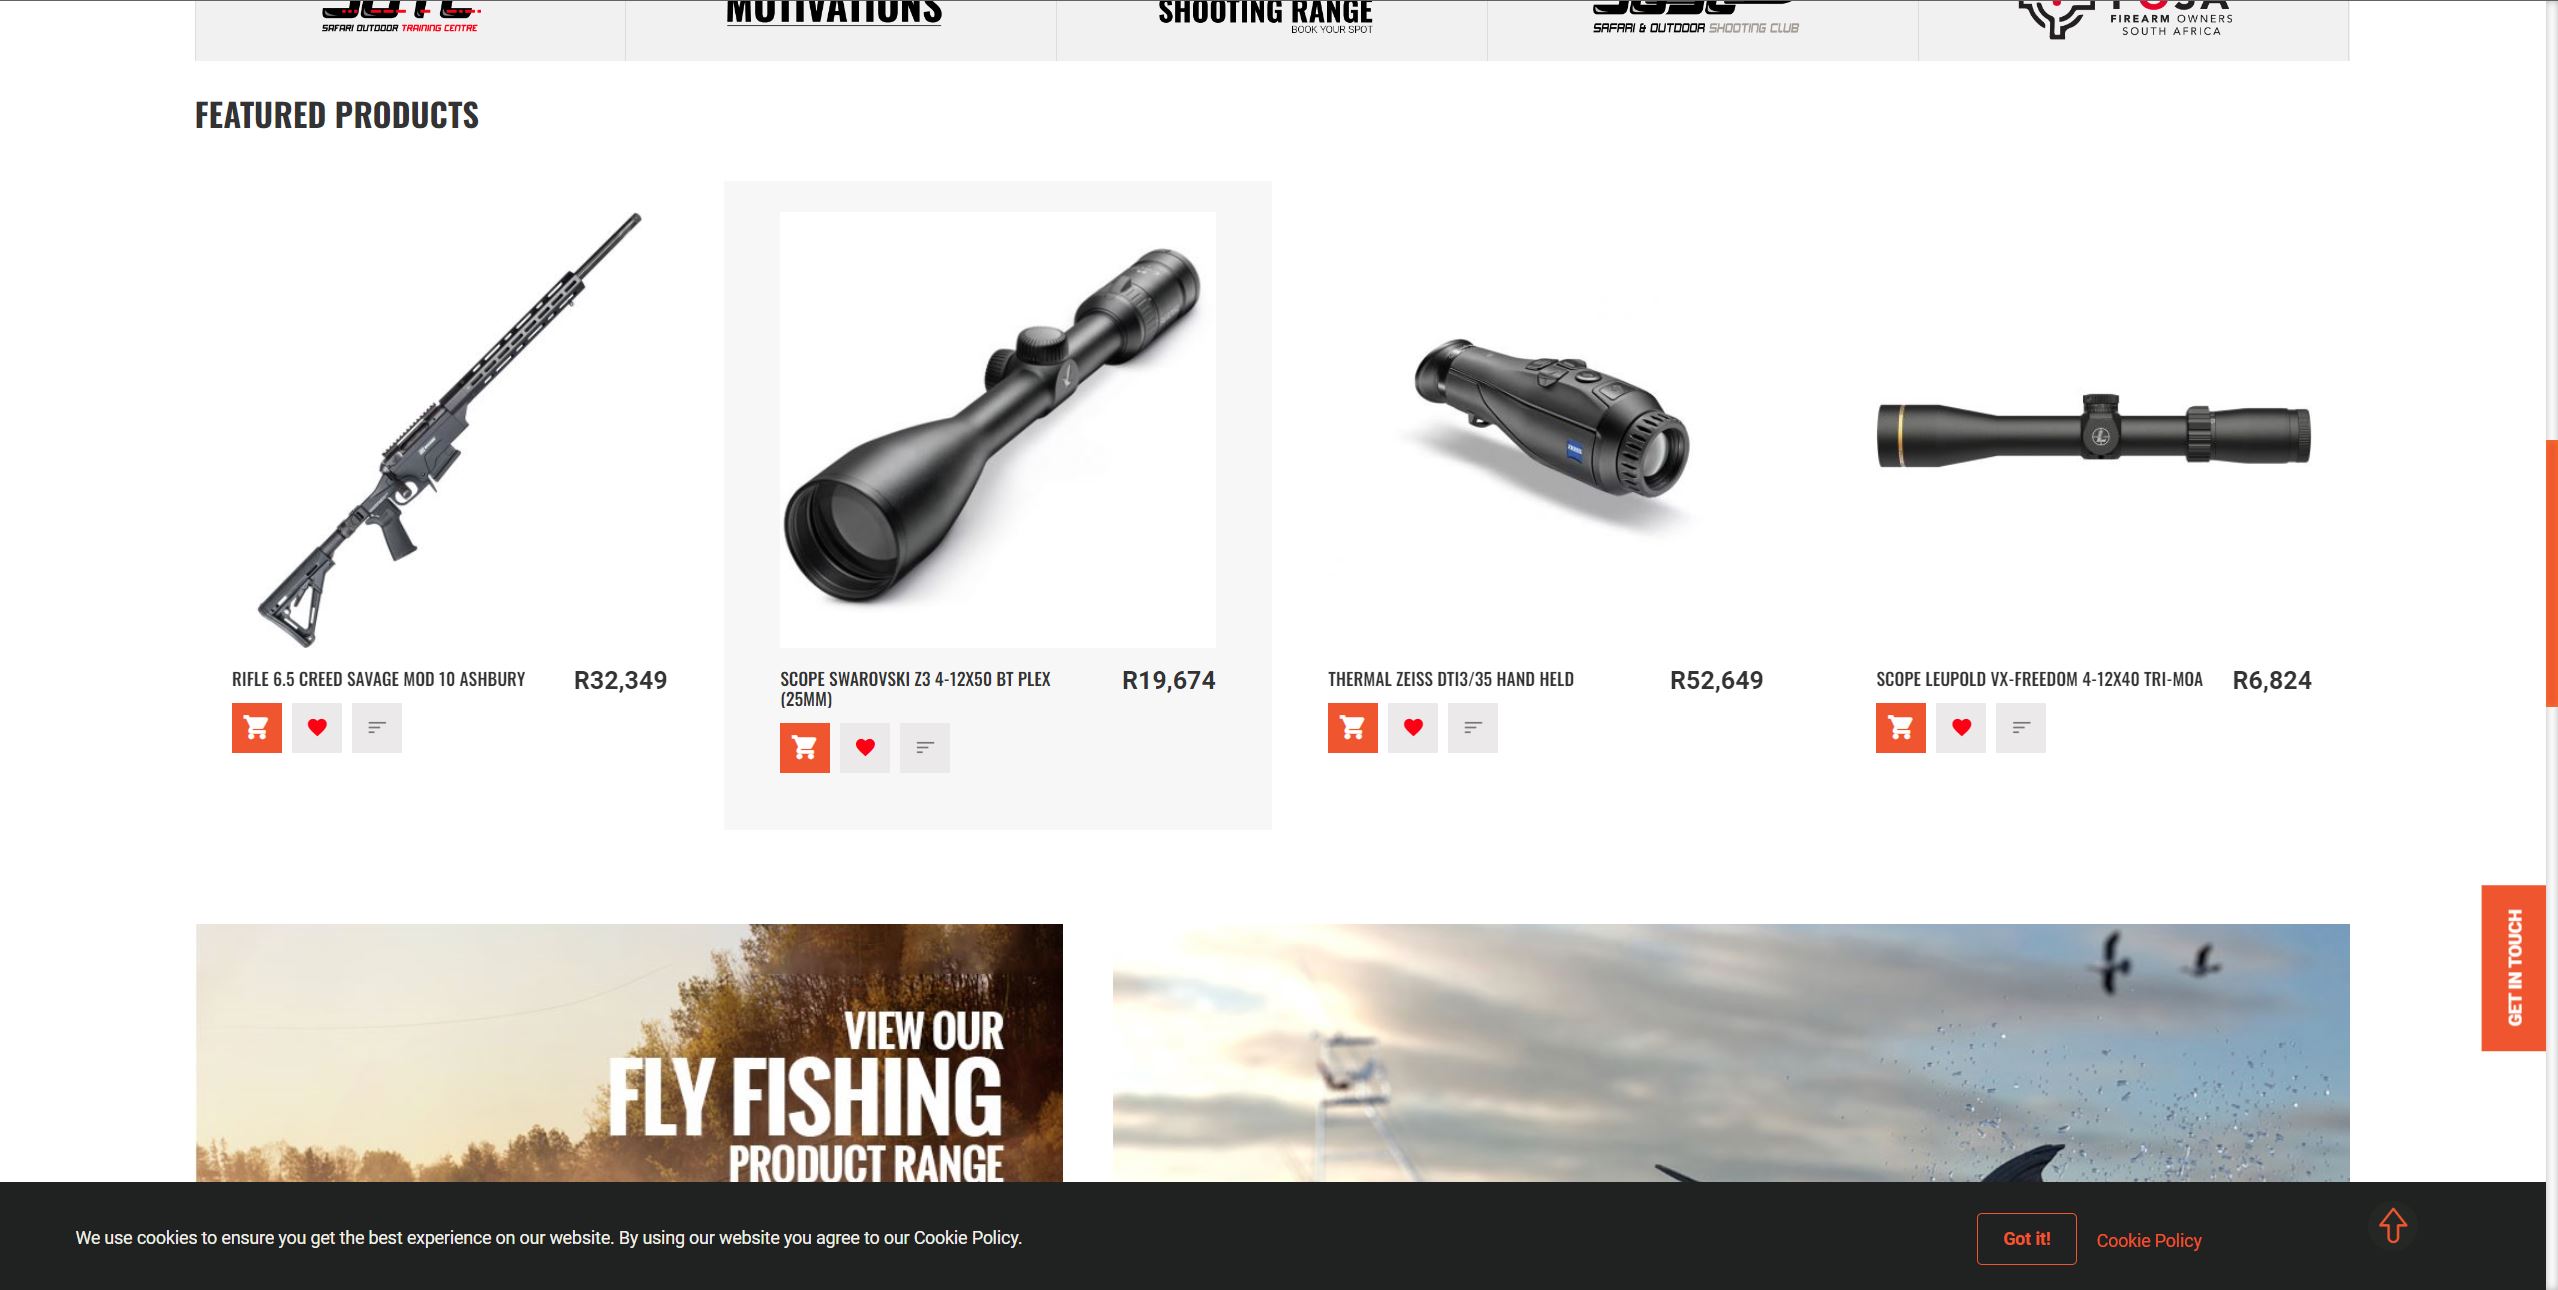 SAFARI OUTDOOR TRAINING CENTRE
MOTIVATIONS
SHOOTING RANGE
BOOK YOUR SPOT
SAFARI & OUTDOOR SHOOTING CLUB
FIREARM OWNERS
SOUTH AFRICA
FEATURED PRODUCTS
RIFLE 6.5 CREED SAVAGE MOD 10 ASHBURY
R32,349
SCOPE SWAROVSKI Z3 4-12X50 BT PLEX
(25MM)
R19,674
THERMAL ZEISS DTI3/35 HAND HELD
R52,649
SCOPE LEUPOLD VX-FREEDOM 4-12X40 TRI-MOA
R6,824
GET IN TOUCH
VIEW OUR
FLY FISHING
PRODUCT RANGE
We use cookies to ensure you get the best experience on our website. By using our website you agree to our Cookie Policy.
Got it!
Cookie Policy